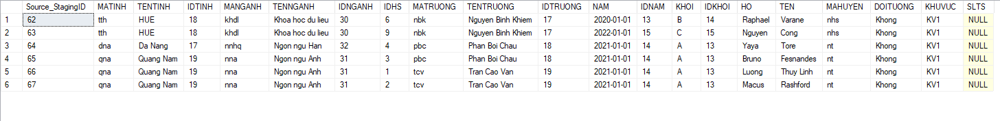 Source_StagingID MATINH TENTINH IDTINH MANGANH TENNGANH IDNGANH IDHS MATRUONG TENTRUONG IDTRUONG NAM IDNAM KHOI IDKHOI HO TEN MAHUYEN DOITUONG KHUVUC SLTS
1 62 tth HUE 18 khdl Khoa hoc du lieu 30 6 nbk Nguyen Binh Khiem 17 2020-01-01 13 B 14 Raphael Varane nhs Khong KV1 NULL
2 63 tth HUE 18 khdl Khoa hoc du lieu 30 9 nbk Nguyen Binh Khiem 17 2022-01-01 15 C 15 Nguyen Cong nhs Khong KV1 NULL
3 64 dna Da Nang 17 nnhq Ngon ngu Han 32 4 pbc Phan Boi Chau 18 2021-01-01 14 A 13 Yaya Tore nt Khong KV1 NULL
4 65 qna Quang Nam 19 nna Ngon ngu Anh 31 3 pbc Phan Boi Chau 18 2021-01-01 14 A 13 Bruno Fesnandes nt Khong KV1 NULL
5 66 qna Quang Nam 19 nna Ngon ngu Anh 31 1 tcv Tran Cao Van 19 2021-01-01 14 A 13 Luong Thuy Linh nt Khong KV1 NULL
6 67 qna Quang Nam 19 nna Ngon ngu Anh 31 2 tcv Tran Cao Van 19 2021-01-01 14 A 13 Macus Rashford nt Khong KV1 NULL